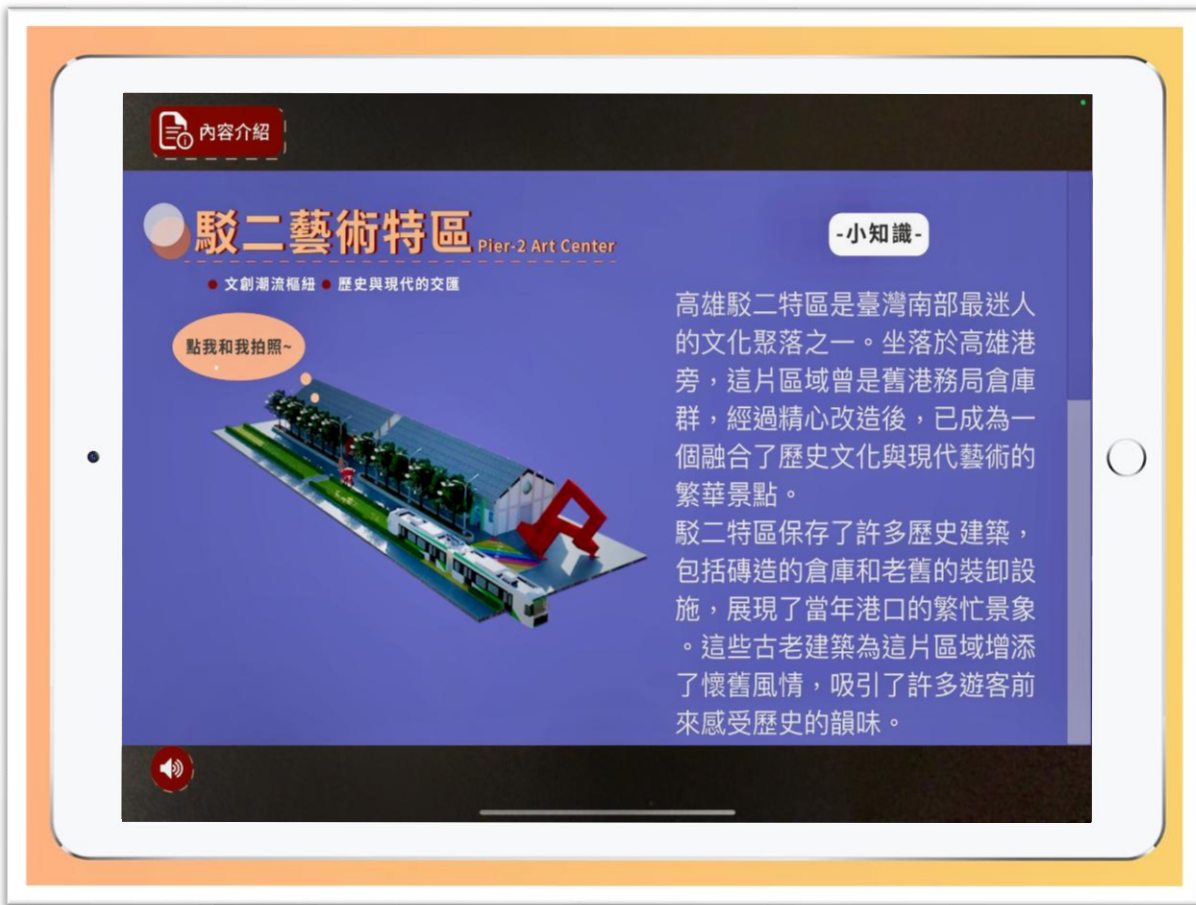 內容介紹
駁二藝術特區 Pier-2 Art Center
● 文創潮流樞紐 ● 歷史與現代的交匯
點我和我拍照~
-小知識-
高雄駁二特區是臺灣南部最迷人
的文化聚落之一。坐落於高雄港
旁，這片區域曾是舊港務局倉庫
群，經過精心改造後，已成為一
個融合了歷史文化與現代藝術的
繁華景點。
駁二特區保存了許多歷史建築，
包括磚造的倉庫和老舊的裝卸設
施，展現了當年港口的繁忙景象
。這些古老建築為這片區域增添
了懷舊風情，吸引了許多遊客前
來感受歷史的韻味。